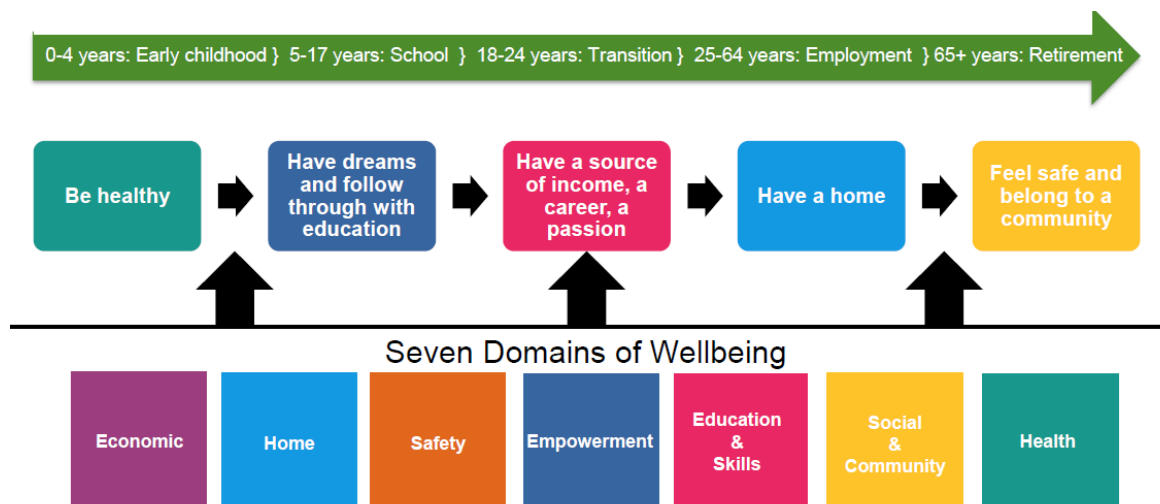 0-4 years: Early childhood } 5-17 years: School } 18-24 years: Transition } 25-64 years: Employment } 65+ years: Retirement
Be healthy
Have dreams
and follow
through with
education
Have a source
of income, a
career, a
passion
Have a home
Feel safe and
belong to a
community
Seven Domains of Wellbeing
Economic
Home
Safety
Empowerment
Education
&
Skills
Social
&
Community
Health